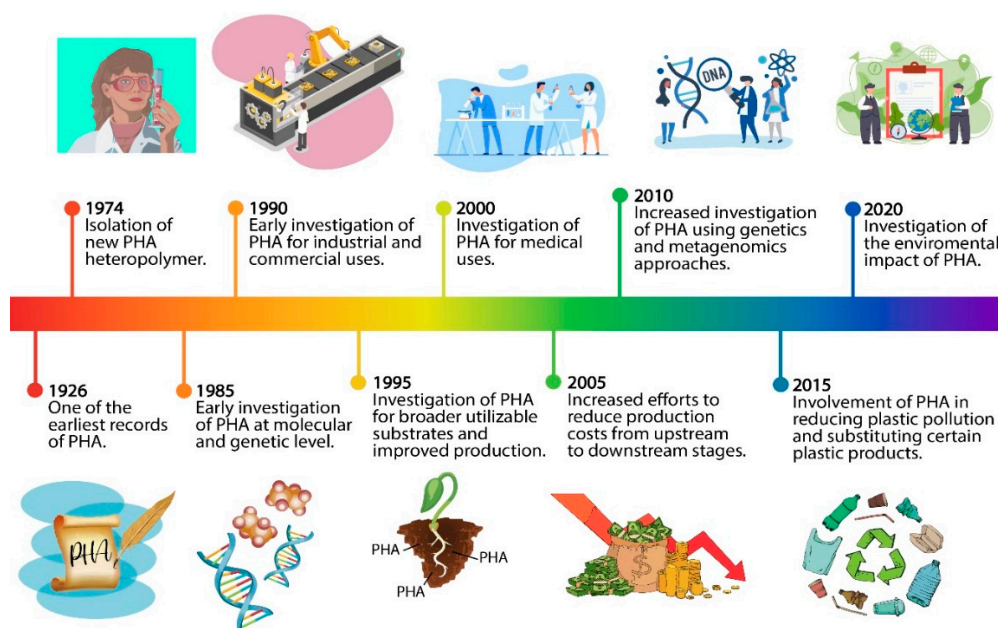 DNA
1974
Isolation of
new PHA
heteropolymer.
1990
Early investigation of
PHA for industrial and
commercial uses.
2000
Investigation of
PHA for medical
uses.
2010
Increased investigation
of PHA using genetics
and metagenomics
approaches.
2020
Investigation of
the enviromental
impact of PHA.
1926
One of the
earliest records
of PHA.
1985
Early investigation
of PHA at molecular
and genetic level.
1995
Investigation of PHA
for broader utilizable
substrates and
improved production.
2005
Increased efforts to
reduce production
costs from upstream
to downstream stages.
2015
Involvement of PHA in
reducing plastic pollution
and substituting certain
plastic products.
PHA
PHA
PHA
PHA
$